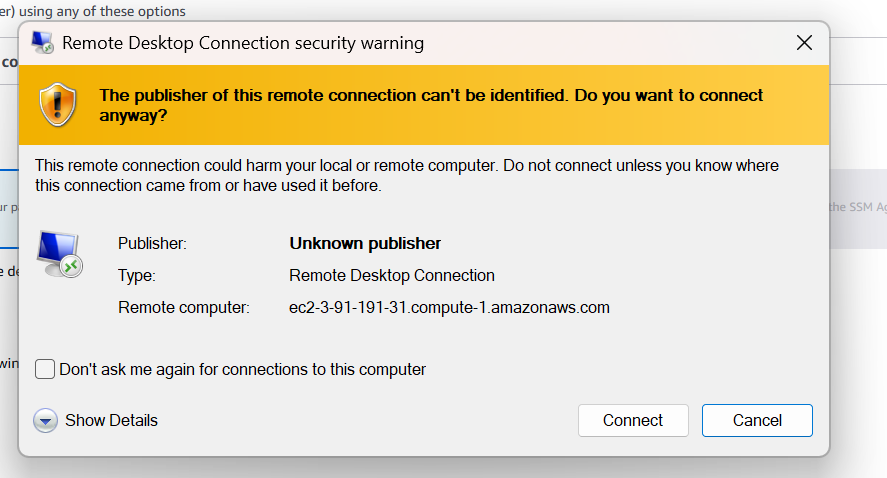 er) using any of these options
Remote Desktop Connection security warning
co
The publisher of this remote connection can't be identified. Do you want to connect
anyway?
This remote connection could harm your local or remote computer. Do not connect unless you know where
this connection came from or have used it before.
ur p
the SSM Ag
Publisher: Unknown publisher
Type: Remote Desktop Connection
e de
Remote computer: ec2-3-91-191-31.compute-1.amazonaws.com
win
Don't ask me again for connections to this computer
Show Details
Connect
Cancel